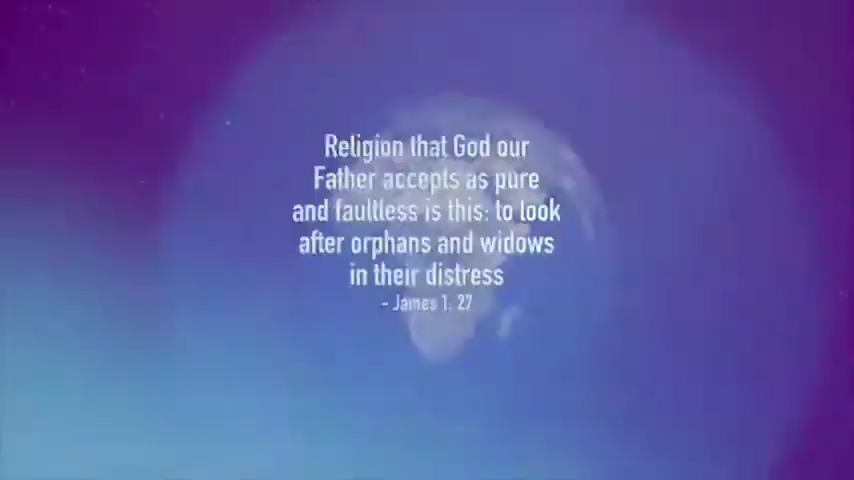 Religion that God our
Father accepts as pure
and faultless is this: to look
after orphans and widows
in their distress
- James 1: 27